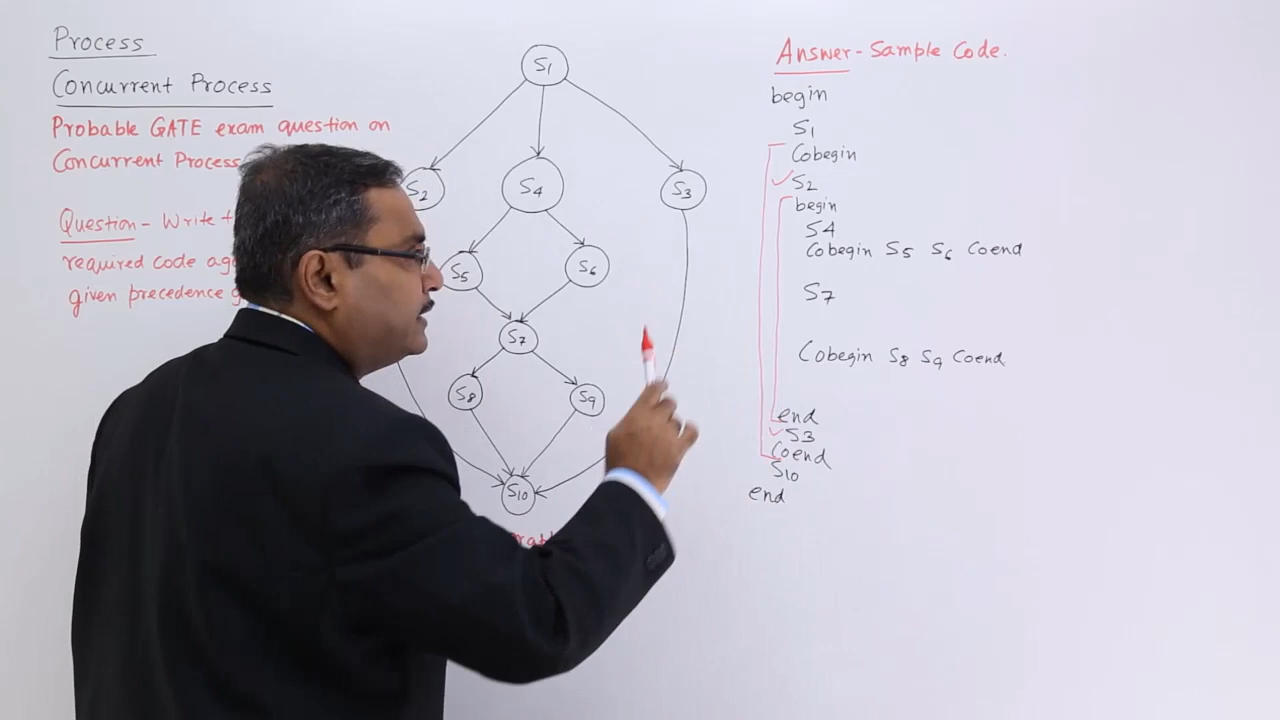 Process
Concurrent Process
Probable GATE exam question on
Concurrent Process
Question - Write
required code
given precedence
S1
S2
S4
S3
S5
S6
S7
S8
S9
S10
Answer - Sample Code.
begin
S1
Cobegin
S2
begin
S4
Cobegin S5 S6 Coend
S7
Cobegin S8 S9 Coend
end
S3
Coend
S10
end